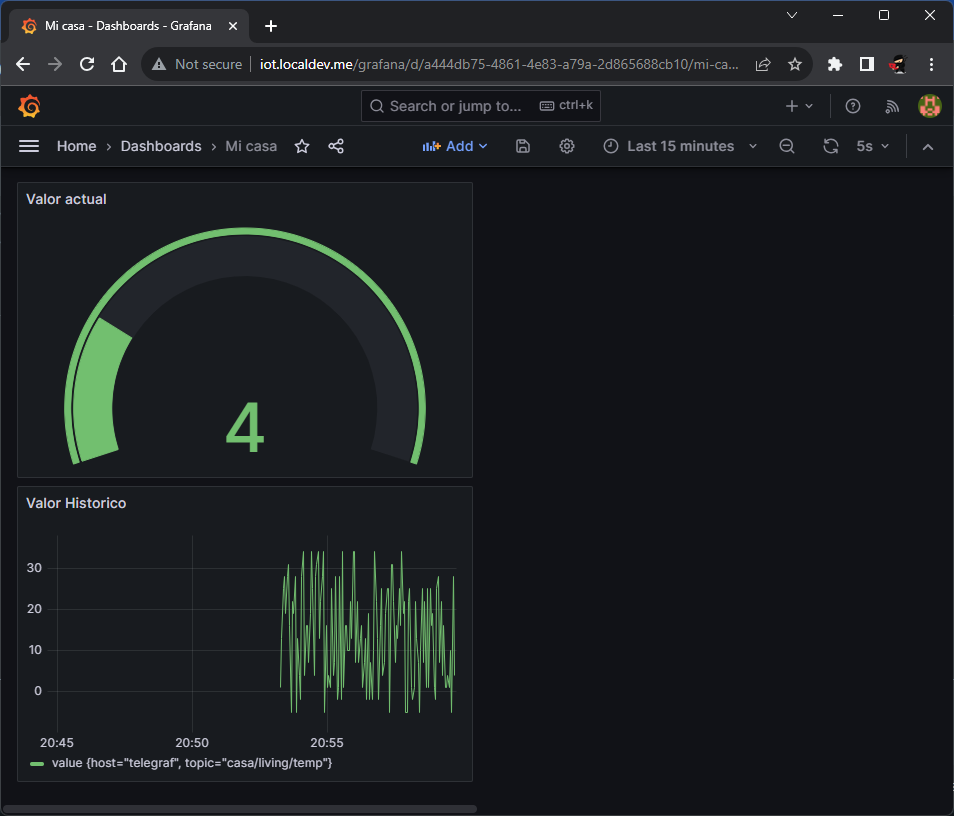 Mi casa - Dashboards - Grafana
Not secure iot.localdev.me/grafana/d/a444db75-4861-4e83-a79a-2d865688cb10/mi-ca...
Search or jump to... ctrl+k
Home › Dashboards › Mi casa Add Last 15 minutes 5s
Valor actual
4
Valor Historico
30
20
10
0
20:45 20:50 20:55
value {host="telegraf", topic="casa/living/temp"}